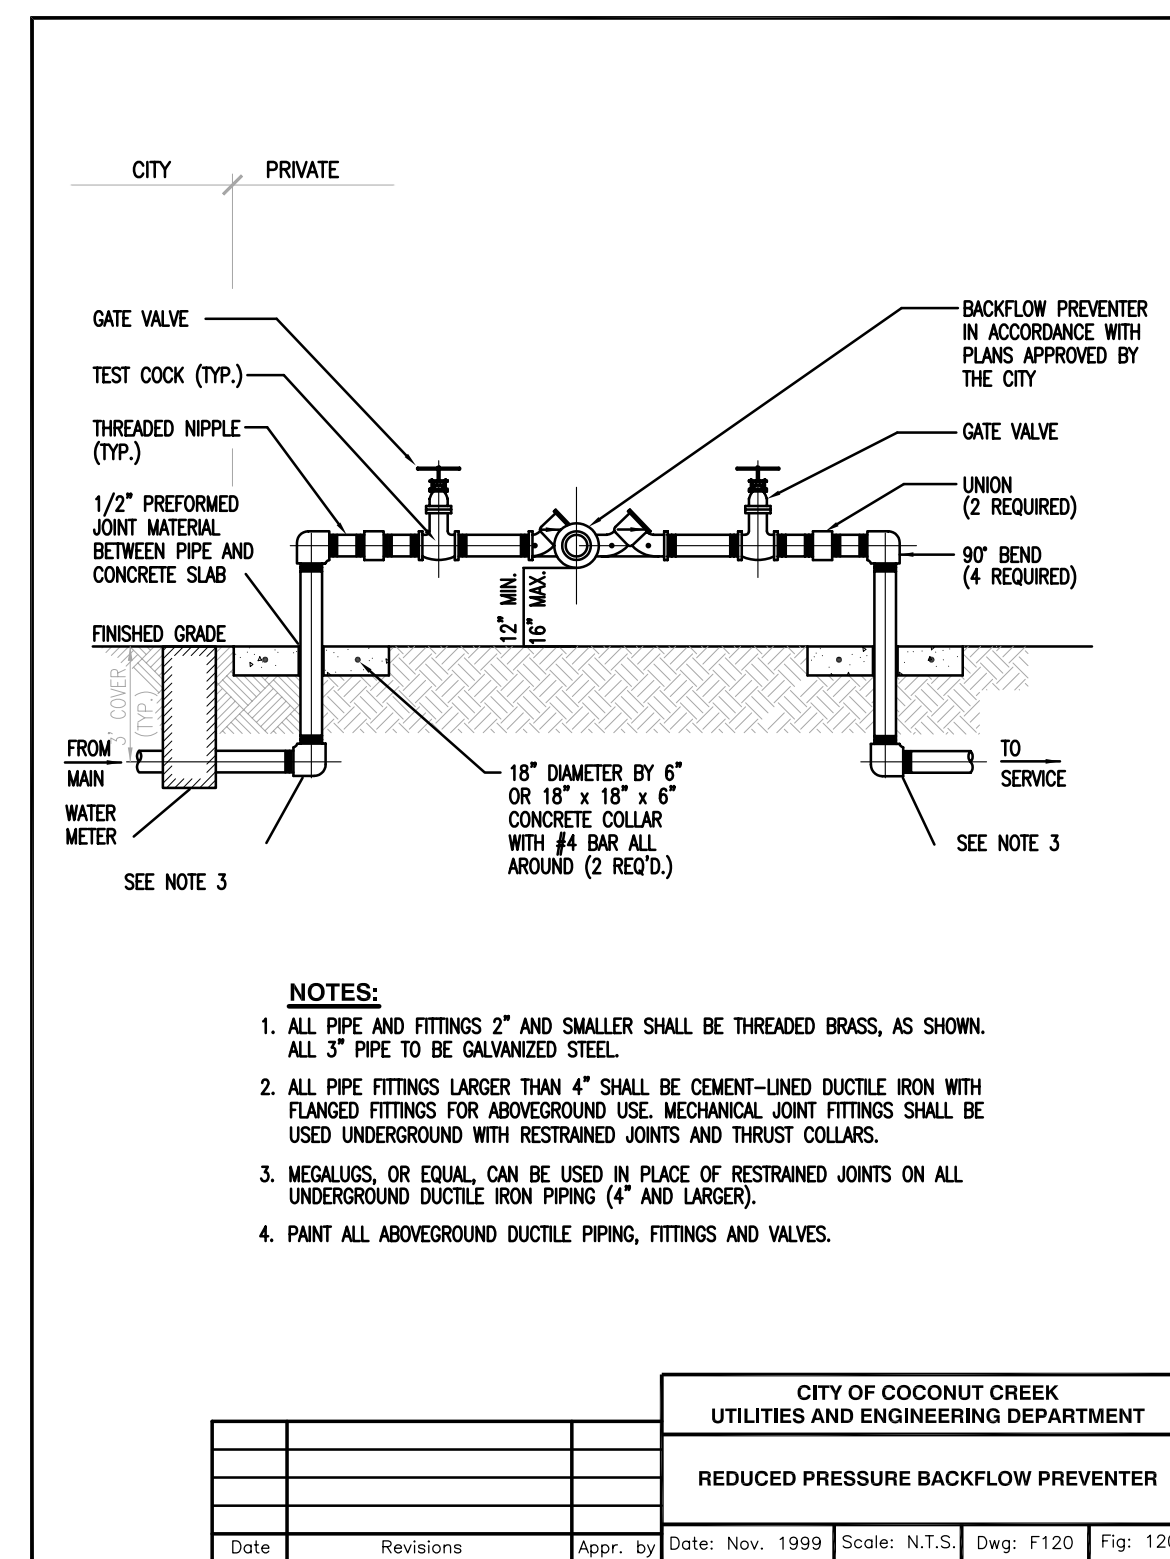 CITY
PRIVATE
GATE VALVE
TEST COCK (TYP.)
THREADED NIPPLE
(TYP.)
1/2" PREFORMED
JOINT MATERIAL
BETWEEN PIPE AND
CONCRETE SLAB
FINISHED GRADE
BACKFLOW PREVENTER
IN ACCORDANCE WITH
PLANS APPROVED BY
THE CITY
GATE VALVE
UNION
(2 REQUIRED)
90° BEND
(4 REQUIRED)
12" MIN.
16" MAX.
3' COVER
(TYP.)
FROM
MAIN
WATER
METER
SEE NOTE 3
18" DIAMETER BY 6"
OR 18" x 18" x 6"
CONCRETE COLLAR
WITH #4 BAR ALL
AROUND (2 REQ'D.)
TO
SERVICE
SEE NOTE 3
NOTES:
1. ALL PIPE AND FITTINGS 2" AND SMALLER SHALL BE THREADED BRASS, AS SHOWN.
ALL 3" PIPE TO BE GALVANIZED STEEL.
2. ALL PIPE FITTINGS LARGER THAN 4" SHALL BE CEMENT-LINED DUCTILE IRON WITH
FLANGED FITTINGS FOR ABOVEGROUND USE. MECHANICAL JOINT FITTINGS SHALL BE
USED UNDERGROUND WITH RESTRAINED JOINTS AND THRUST COLLARS.
3. MEGALUGS, OR EQUAL, CAN BE USED IN PLACE OF RESTRAINED JOINTS ON ALL
UNDERGROUND DUCTILE IRON PIPING (4" AND LARGER).
4. PAINT ALL ABOVEGROUND DUCTILE PIPING, FITTINGS AND VALVES.
CITY OF COCONUT CREEK
UTILITIES AND ENGINEERING DEPARTMENT
REDUCED PRESSURE BACKFLOW PREVENTER
Date Revisions Appr. by
Date: Nov. 1999 Scale: N.T.S. Dwg: F120 Fig: